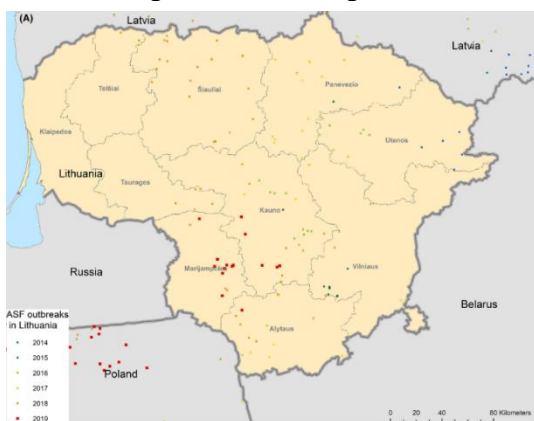 (A)
Latvia
Latvia
Telšiai
Šiauliai
Panevezio
Klaipedos
Utenos
Lithuania
Taurages
Kauno
Russia
Marijampoles
Vilniaus
Belarus
ASF outbreaks
in Lithuania
Alytaus
2014
2015
2016
2017
2018
2019
Poland
0 20 40 80 Kilometers